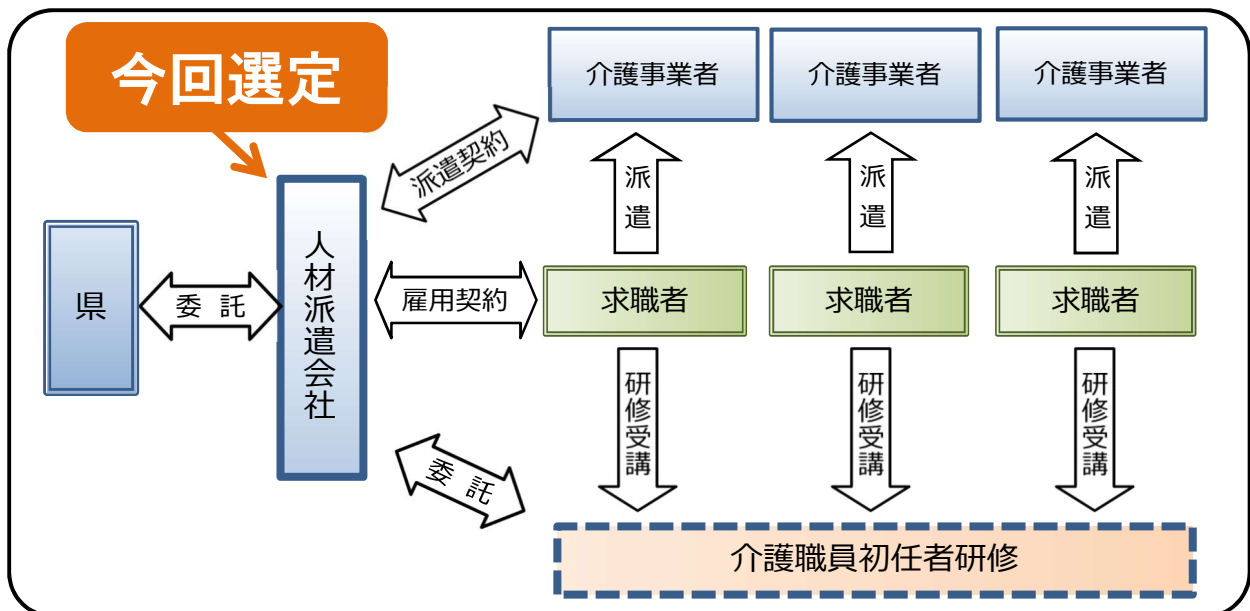 今回選定
介護事業者
介護事業者
介護事業者
派遣契約
派遣
派遣
派遣
県
委託
人材派遣会社
雇用契約
求職者
求職者
求職者
委託
研修受講
研修受講
研修受講
介護職員初任者研修